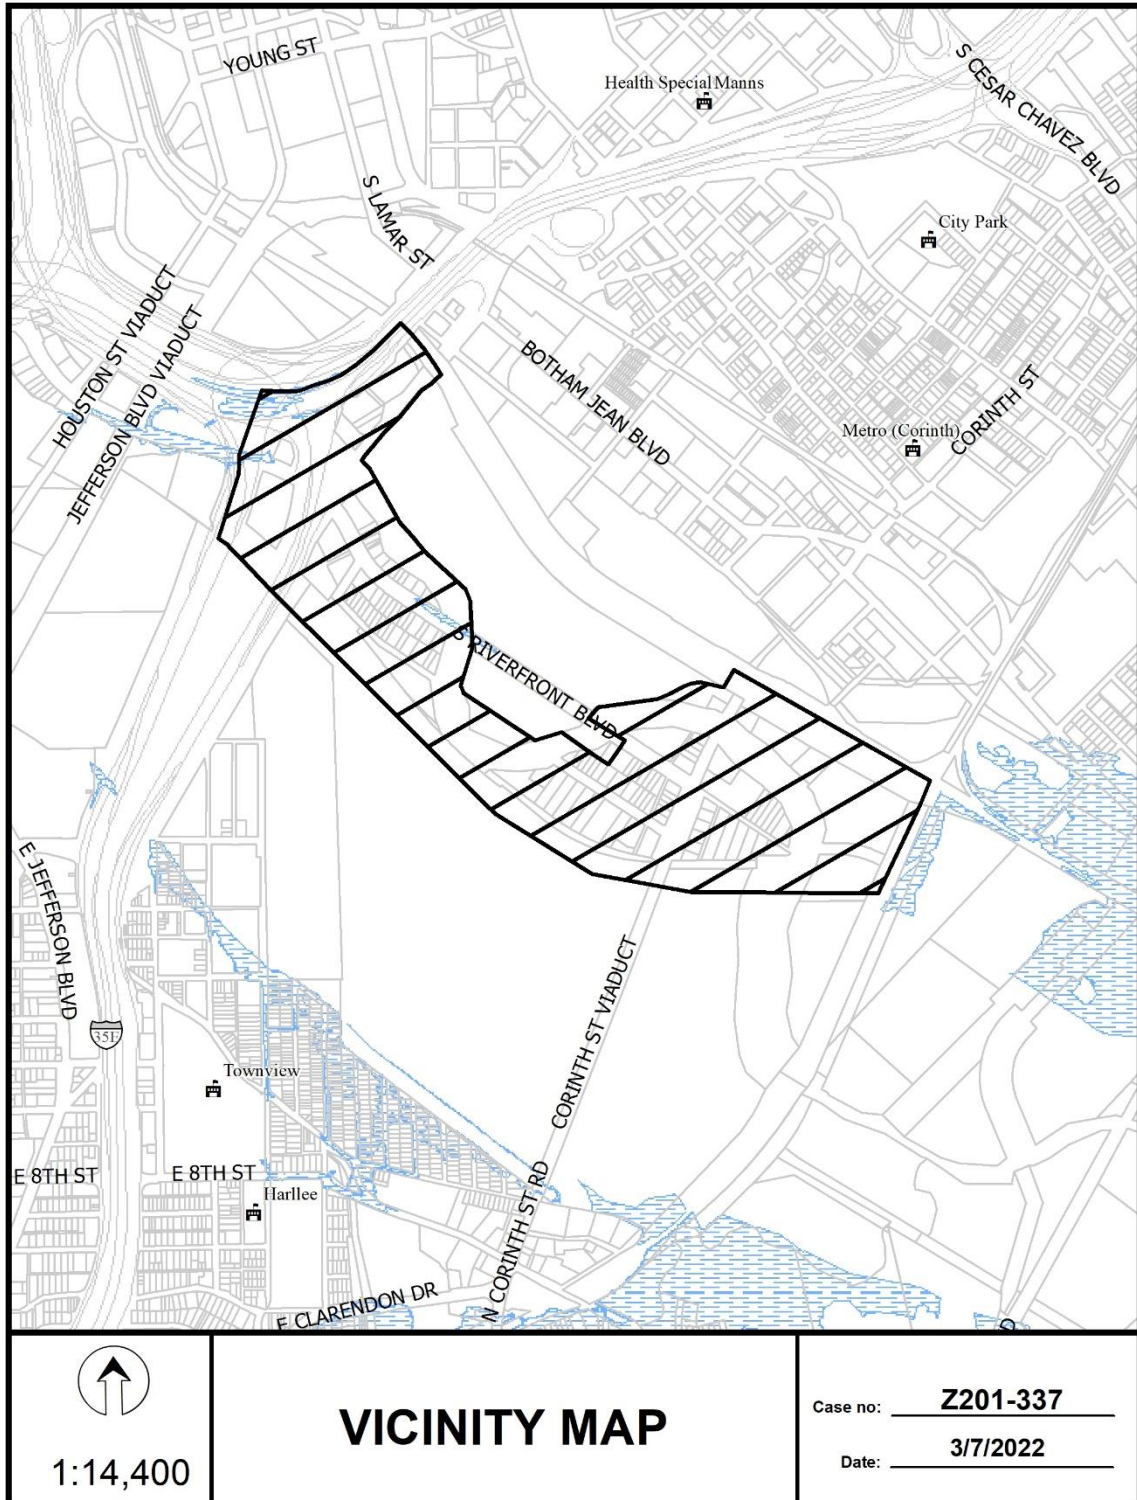 YOUNG ST
Health Special Manns
S CESAR CHAVEZ BLVD
S LAMAR ST
City Park
HOUSTON ST VIADUCT
JEFFERSON BLVD VIADUCT
BOTHAM JEAN BLVD
CORINTH ST
Metro (Corinth)
S RIVERFRONT BLVD
E JEFFERSON BLVD
35E
CORINTH ST VIADUCT
Townview
E 8TH ST
E 8TH ST
Harllee
N CORINTH ST RD
E CLARENDON DR
D
1:14,400
VICINITY MAP
Case no: Z201-337
Date: 3/7/2022